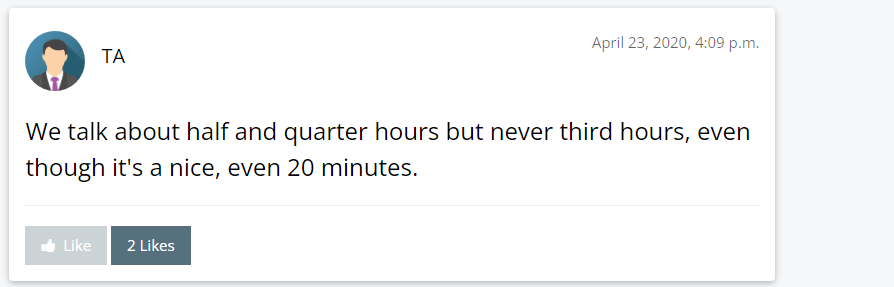 TA
April 23, 2020, 4:09 p.m.
We talk about half and quarter hours but never third hours, even
though it's a nice, even 20 minutes.
Like
2 Likes